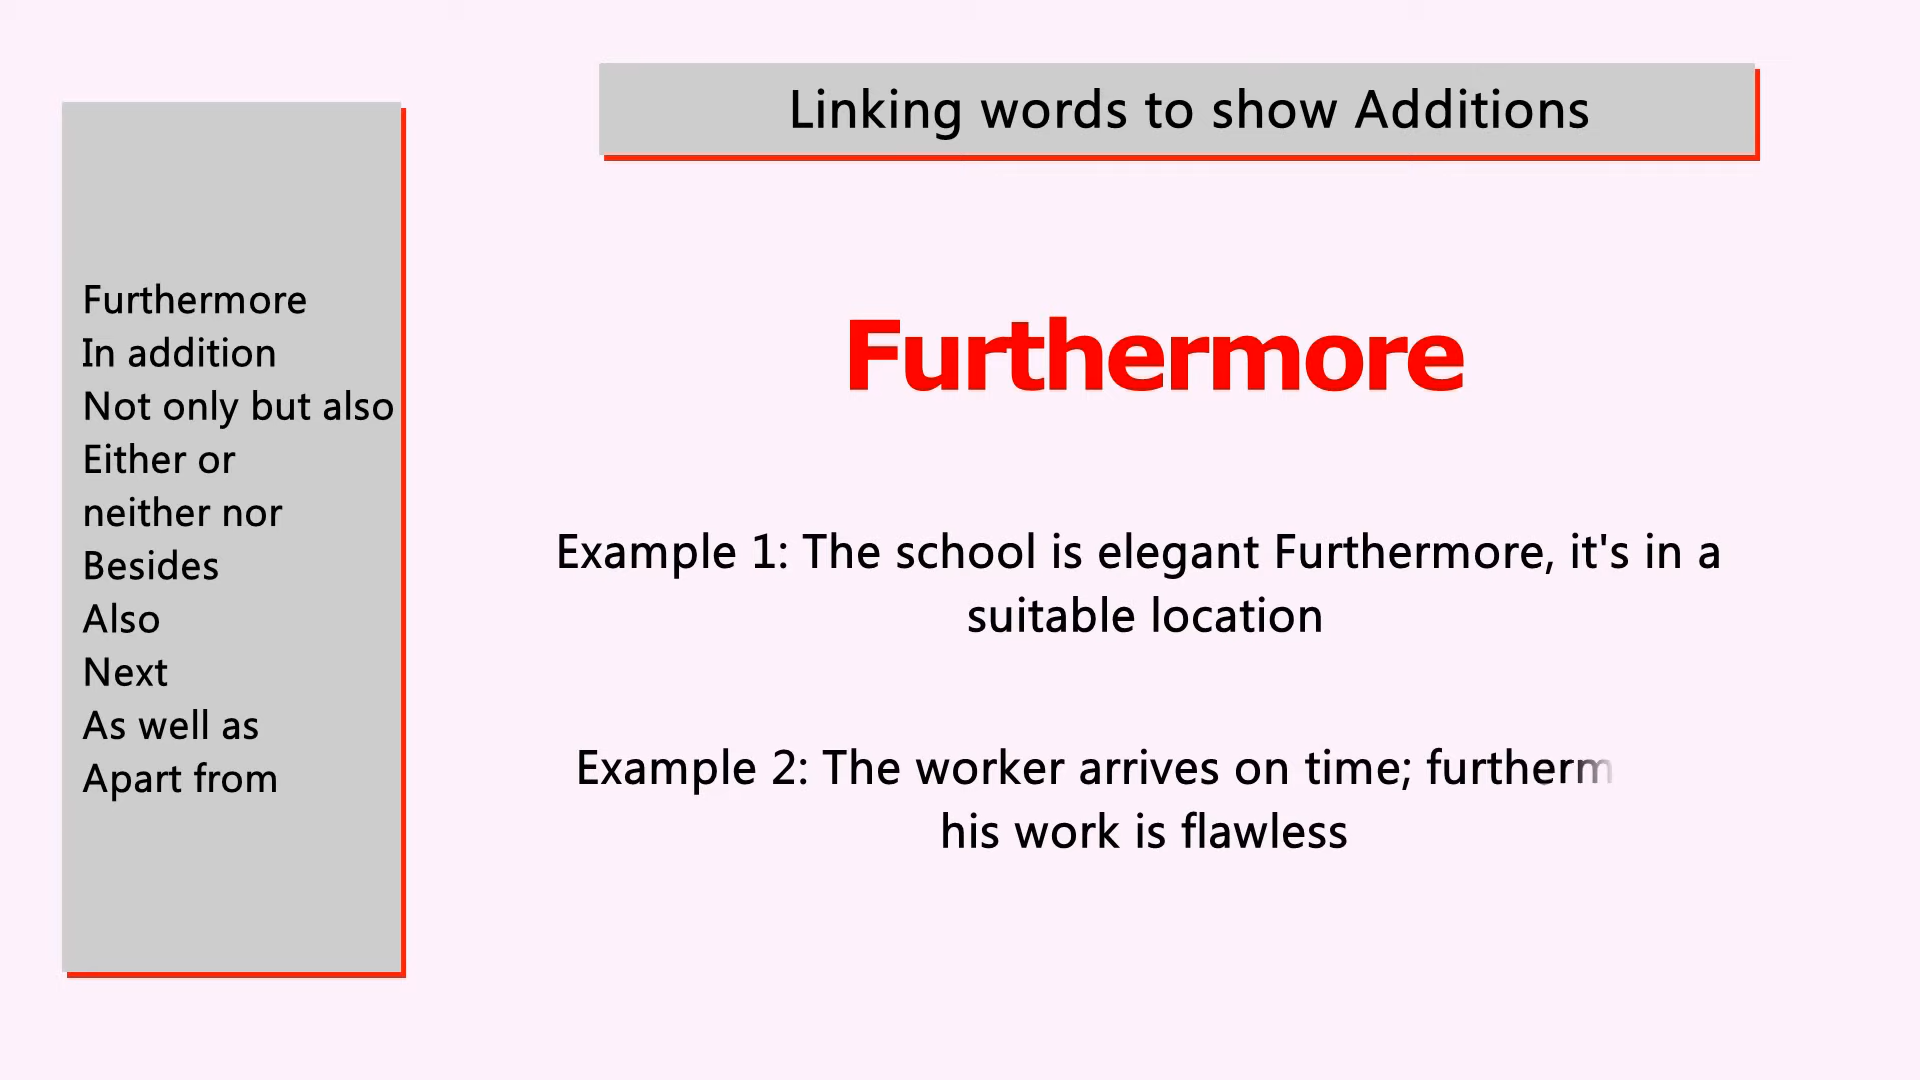 Linking words to show Additions
Furthermore
In addition
Not only but also
Either or
neither nor
Besides
Also
Next
As well as
Apart from
Furthermore
Example 1: The school is elegant Furthermore, it's in a
suitable location
Example 2: The worker arrives on time; furtherm
his work is flawless